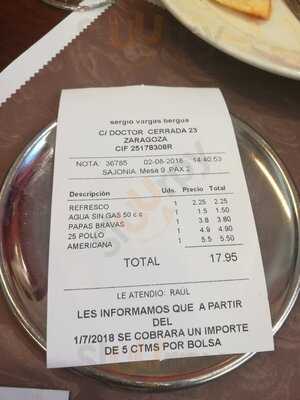 sergio vargas bergua
C/ DOCTOR CERRADA 23
ZARAGOZA
CIF 25178308R
NOTA: 36785 02-08-2018 14:40:53
SAJONIA. Mesa 9 ,PAX 2
Descripción Uds. Precio Total
REFRESCO 1 2.25 2.25
AGUA SIN GAS 50 c c 1 1.5 1.50
PAPAS BRAVAS 1 3.8 3.80
25 POLLO 1 4.9 4.90
AMERICANA 1 5.5 5.50
TOTAL 17.95
LE ATENDIO: RAUL
LES INFORMAMOS QUE A PARTIR
DEL
1/7/2018 SE COBRARA UN IMPORTE
DE 5 CTMS POR BOLSA